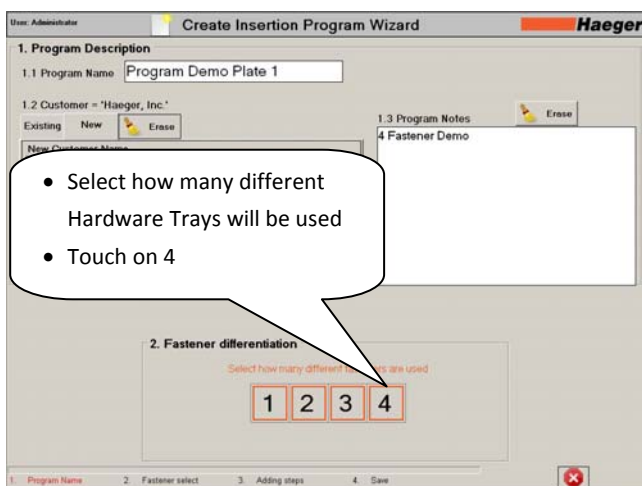 User: Administrator
Create Insertion Program Wizard
Haeger
1. Program Description
1.1 Program Name Program Demo Plate 1
1.2 Customer = 'Haeger, Inc.'
Existing New Erase
New Customer Name
1.3 Program Notes
Erase
4 Fastener Demo
• Select how many different
Hardware Trays will be used
• Touch on 4
2. Fastener differentiation
Select how many different are used
1 2 3 4
1. Program Name 2. Fastener select 3. Adding steps 4. Save